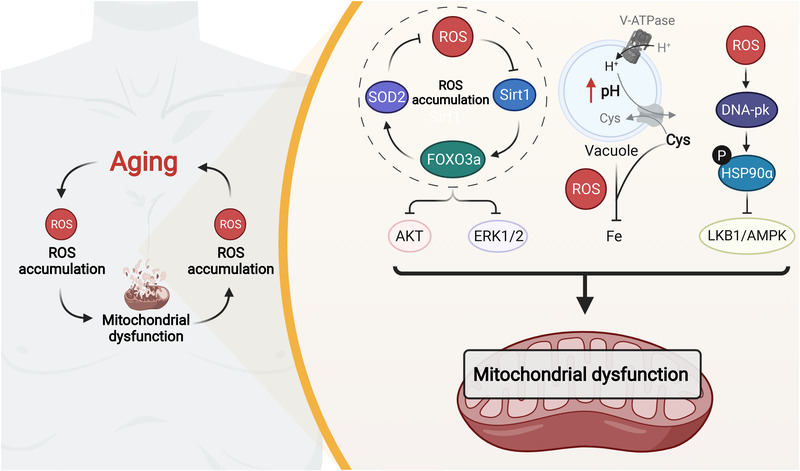 Aging
ROS
ROS
accumulation
ROS
ROS
accumulation
Mitochondrial
dysfunction
ROS
SOD2
ROS
accumulation
Sirt1
Sirt1
FOXO3a
AKT
ERK1/2
V-ATPase
H⁺
H⁺
pH
Cys
Cys
Vacuole
ROS
Fe
ROS
DNA-pk
P
HSP90α
LKB1/AMPK
Mitochondrial dysfunction